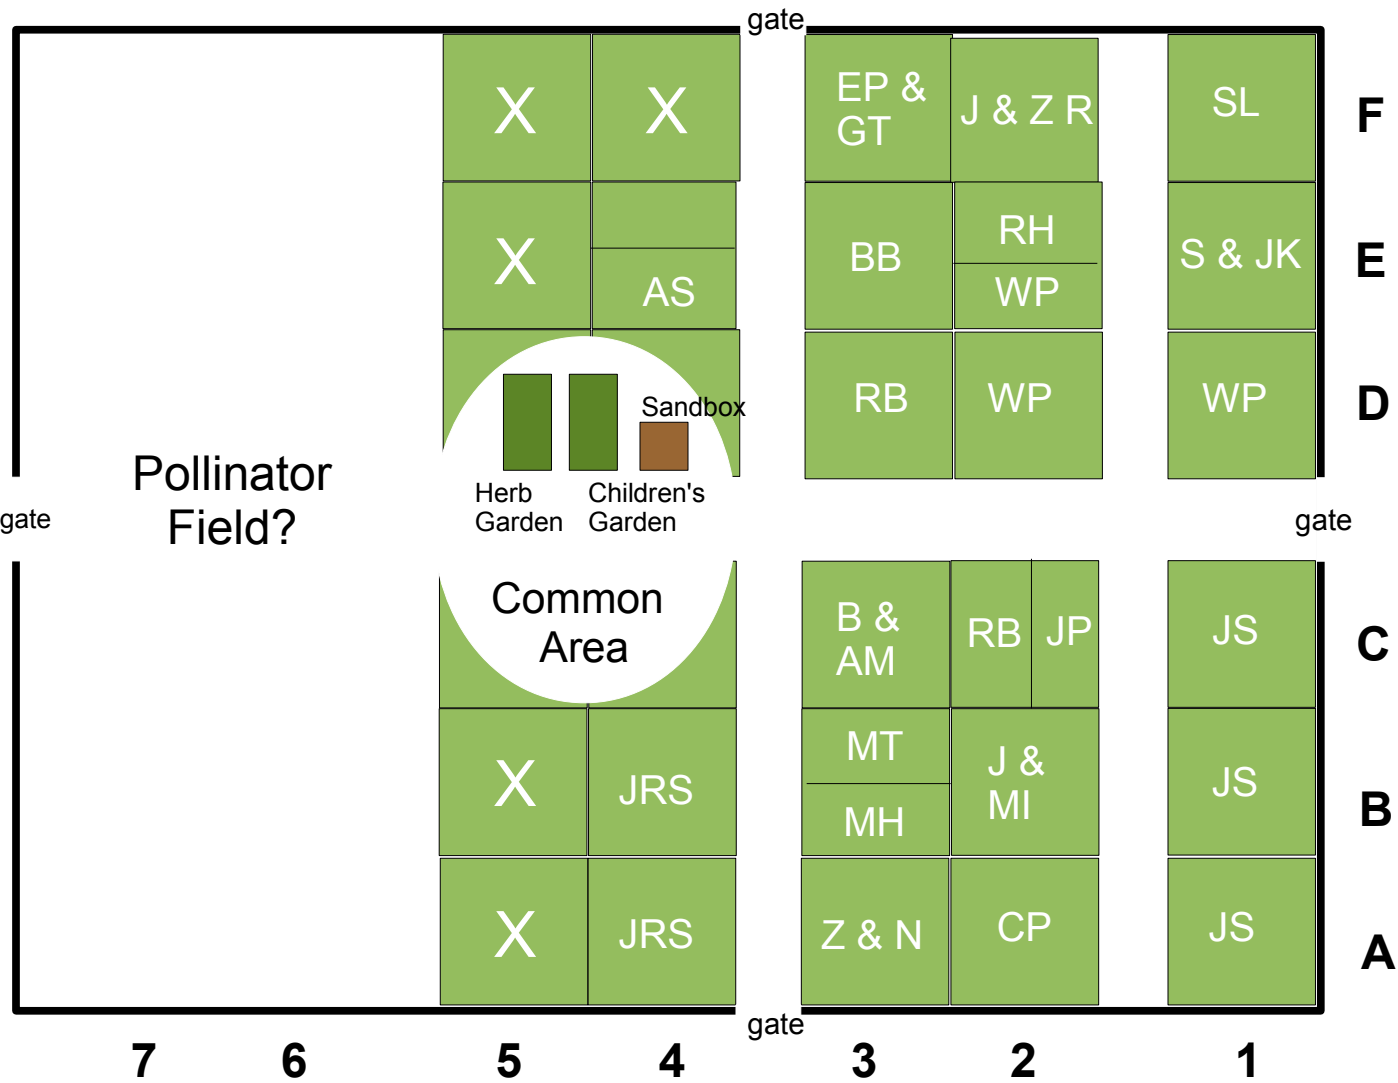 gate
X
X
EP &
GT
J & Z R
SL
F
X
AS
BB
RH
WP
S & JK
E
Sandbox
RB
WP
WP
D
Herb
Garden
Children's
Garden
Pollinator
Field?
gate
gate
Common
Area
B &
AM
RB
JP
JS
C
X
JRS
MT
MH
J &
MI
JS
B
X
JRS
Z & N
CP
JS
A
gate
7
6
5
4
3
2
1